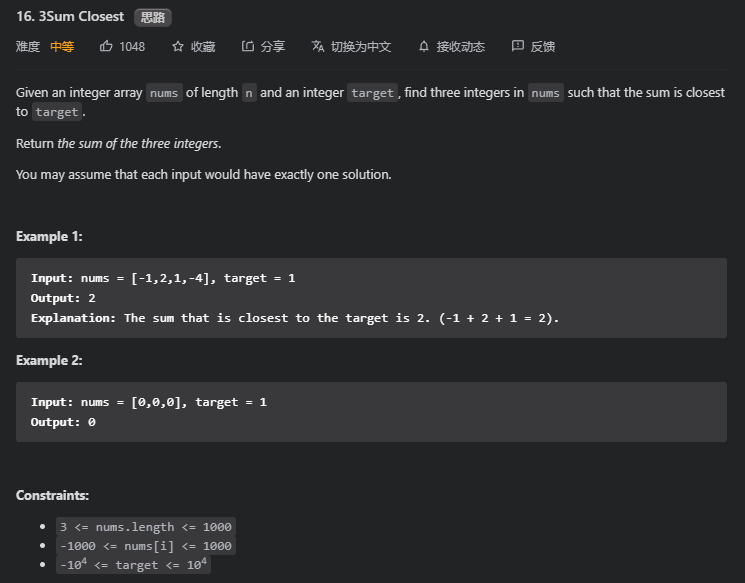 16. 3Sum Closest 思路
难度 中等 1048 收藏 分享 切换为中文 接收动态 反馈
Given an integer array nums of length n and an integer target, find three integers in nums such that the sum is closest
to target.
Return the sum of the three integers.
You may assume that each input would have exactly one solution.
Example 1:
Input: nums = [-1,2,1,-4], target = 1
Output: 2
Explanation: The sum that is closest to the target is 2. (-1 + 2 + 1 = 2).
Example 2:
Input: nums = [0,0,0], target = 1
Output: 0
Constraints:
• 3 <= nums.length <= 1000
• -1000 <= nums[i] <= 1000
• -10⁴ <= target <= 10⁴